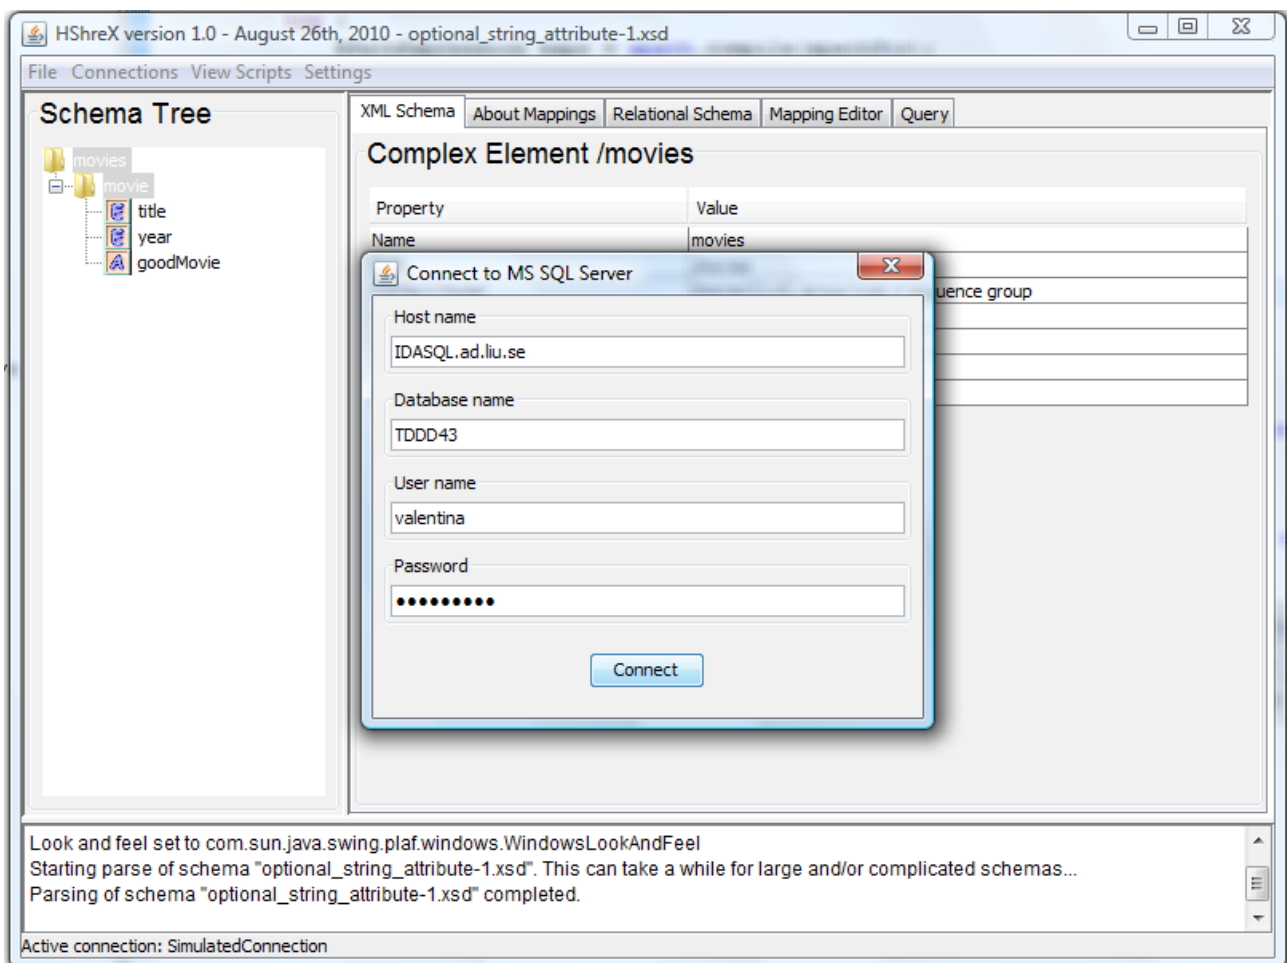 HShreX version 1.0 - August 26th, 2010 - optional_string_attribute-1.xsd
File Connections View Scripts Settings
Schema Tree
movies
movie
title
year
goodMovie
XML Schema About Mappings Relational Schema Mapping Editor Query
Complex Element /movies
Property Value
Name movies
uence group
Connect to MS SQL Server
Host name
IDASQL.ad.liu.se
Database name
TDDD43
User name
valentina
Password
•••••••••
Connect
Look and feel set to com.sun.java.swing.plaf.windows.WindowsLookAndFeel
Starting parse of schema "optional_string_attribute-1.xsd". This can take a while for large and/or complicated schemas...
Parsing of schema "optional_string_attribute-1.xsd" completed.
Active connection: SimulatedConnection